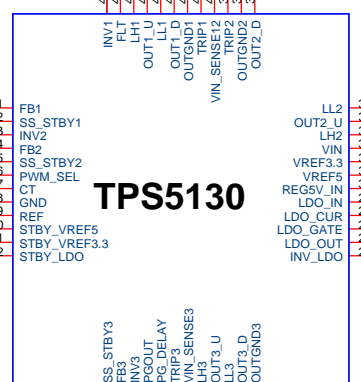 INV1
FLT
LH1
OUT1_U
LL1
OUT1_D
OUTGND1
TRIP1
VIN_SENSE12
TRIP2
OUTGND2
OUT2_D
FB1
SS_STBY1
INV2
FB2
SS_STBY2
PWM_SEL
CT
GND
REF
STBY_VREF5
STBY_VREF3.3
STBY_LDO
TPS5130
LL2
OUT2_U
LH2
VIN
VREF3.3
VREF5
REG5V_IN
LDO_IN
LDO_CUR
LDO_GATE
LDO_OUT
INV_LDO
SS_STBY3
FB3
INV3
PGOUT
PG_DELAY
TRIP3
VIN_SENSE3
LH3
OUT3_U
LL3
OUT3_D
OUTGND3